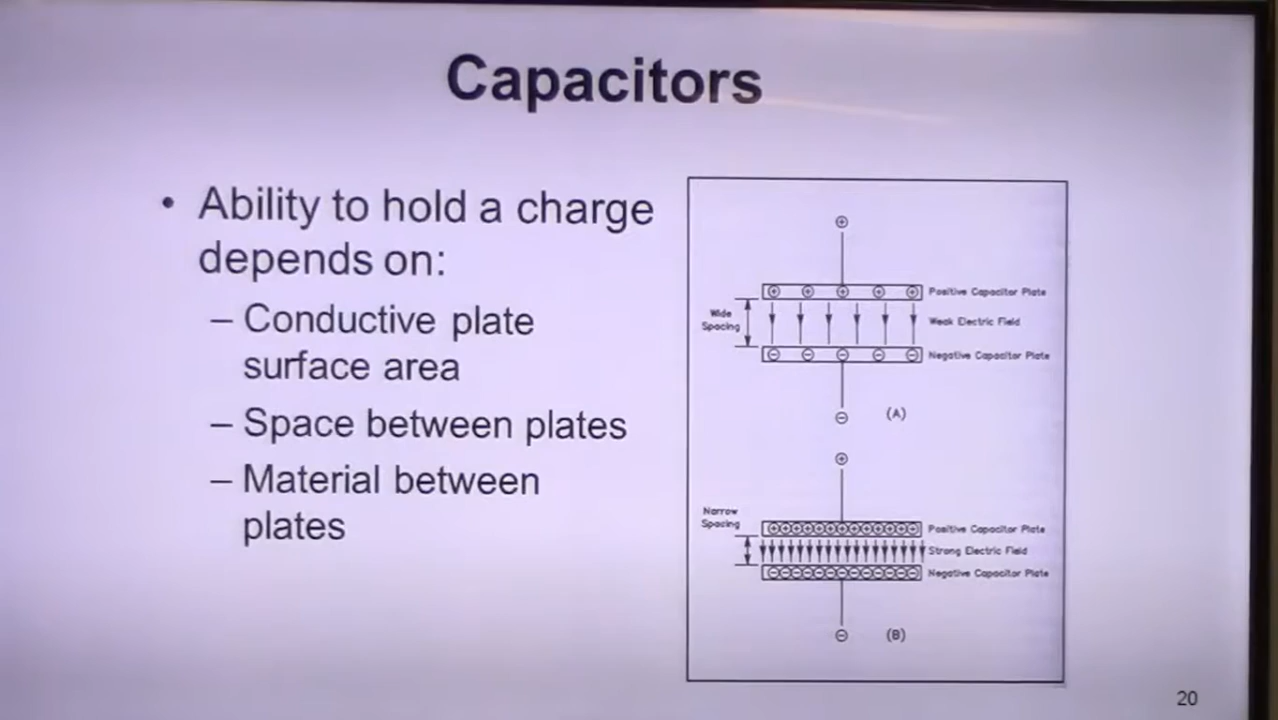 Capacitors
• Ability to hold a charge
depends on:
– Conductive plate
surface area
– Space between plates
– Material between
plates
Positive Capacitor Plate
Wide
Spacing
Weak Electric Field
Negative Capacitor Plate
(A)
Narrow
Spacing
Positive Capacitor Plate
Strong Electric Field
Negative Capacitor Plate
(B)
20